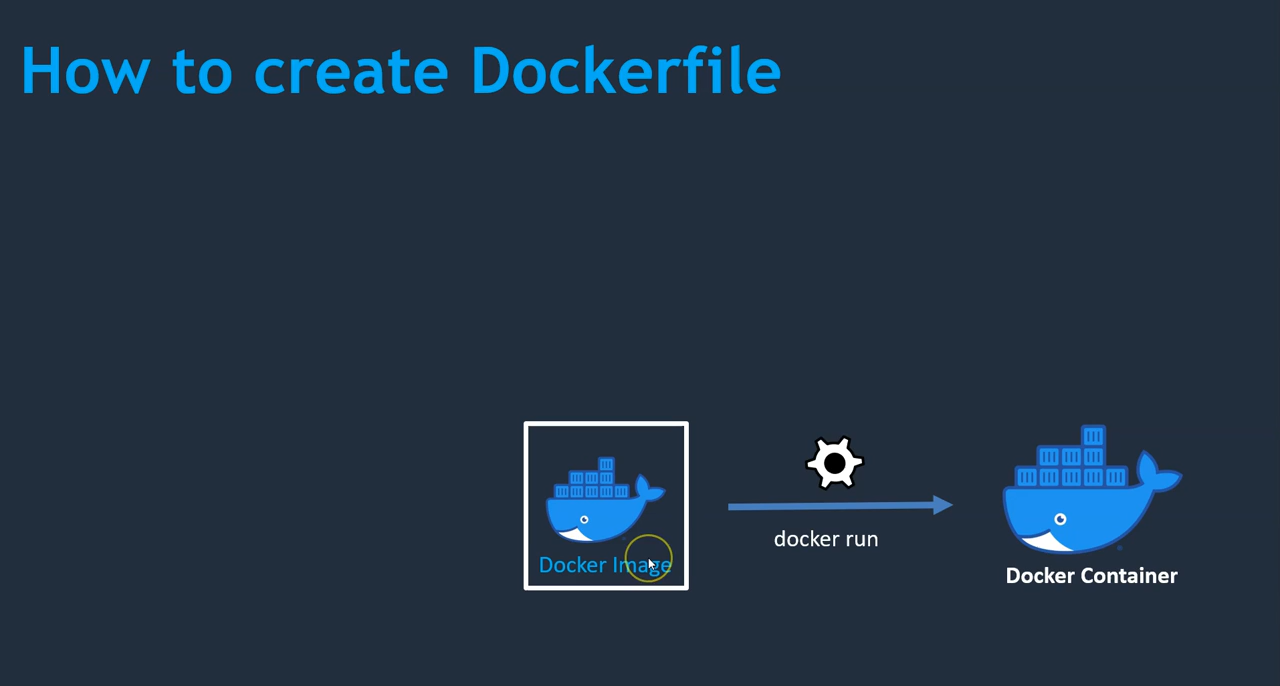 How to create Dockerfile
docker run
Docker Image
Docker Container